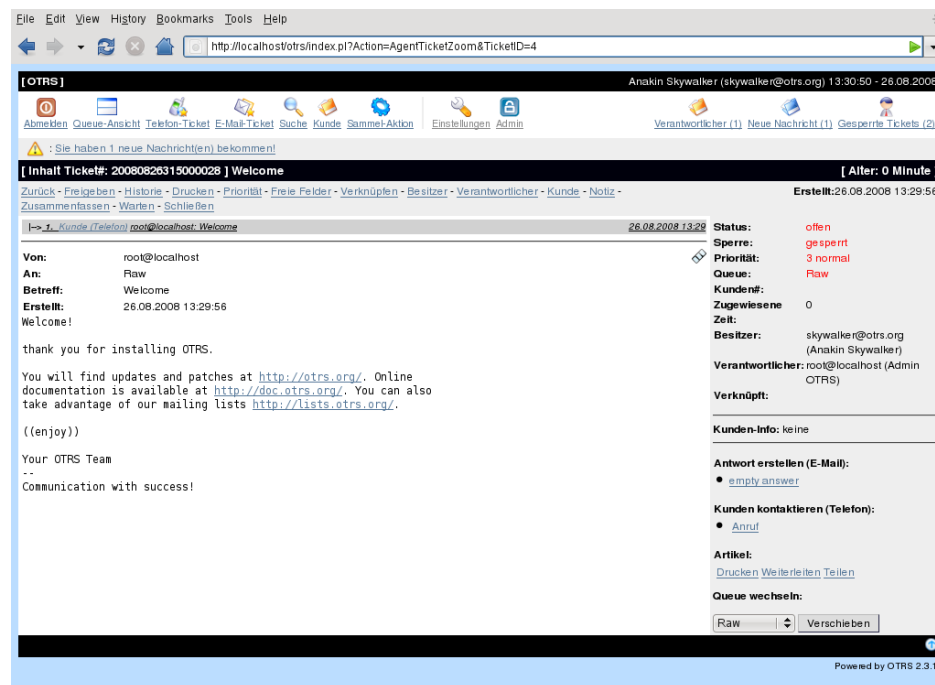 File Edit View History Bookmarks Tools Help
http://localhost/otrs/index.pl?Action=AgentTicketZoom&TicketID=4
[ OTRS ] Anakin Skywalker (skywalker@otrs.org) 13:30:50 - 26.08.2008
Abmelden Queue-Ansicht Telefon-Ticket E-Mail-Ticket Suche Kunde Sammel-Aktion Einstellungen Admin Verantwortlicher (1) Neue Nachricht (1) Gesperrte Tickets (2)
: Sie haben 1 neue Nachricht(en) bekommen!
[ Inhalt Ticket#: 20080826315000028 ] Welcome [ Alter: 0 Minute
Zurück - Freigeben - Historie - Drucken - Priorität - Freie Felder - Verknüpfen - Besitzer - Verantwortlicher - Kunde - Notiz - Erstellt:26.08.2008 13:29:56
Zusammenfassen - Warten - Schließen
|--> 1. Kunde (Telefon) root@localhost: Welcome 26.08.2008 13:29
Von: root@localhost
An: Raw
Betreff: Welcome
Erstellt: 26.08.2008 13:29:56
Welcome!
thank you for installing OTRS.
You will find updates and patches at http://otrs.org/. Online
documentation is available at http://doc.otrs.org/. You can also
take advantage of our mailing lists http://lists.otrs.org/.
((enjoy))
Your OTRS Team
--
Communication with success!
Status: offen
Sperre: gesperrt
Priorität: 3 normal
Queue: Raw
Kunden#:
Zugewiesene 0
Zeit:
Besitzer: skywalker@otrs.org
(Anakin Skywalker)
Verantwortlicher: root@localhost (Admin
OTRS)
Verknüpft:
Kunden-Info: keine
Antwort erstellen (E-Mail):
empty answer
Kunden kontaktieren (Telefon):
Anruf
Artikel:
Drucken Weiterleiten Teilen
Queue wechseln:
Raw Verschieben
Powered by OTRS 2.3.1